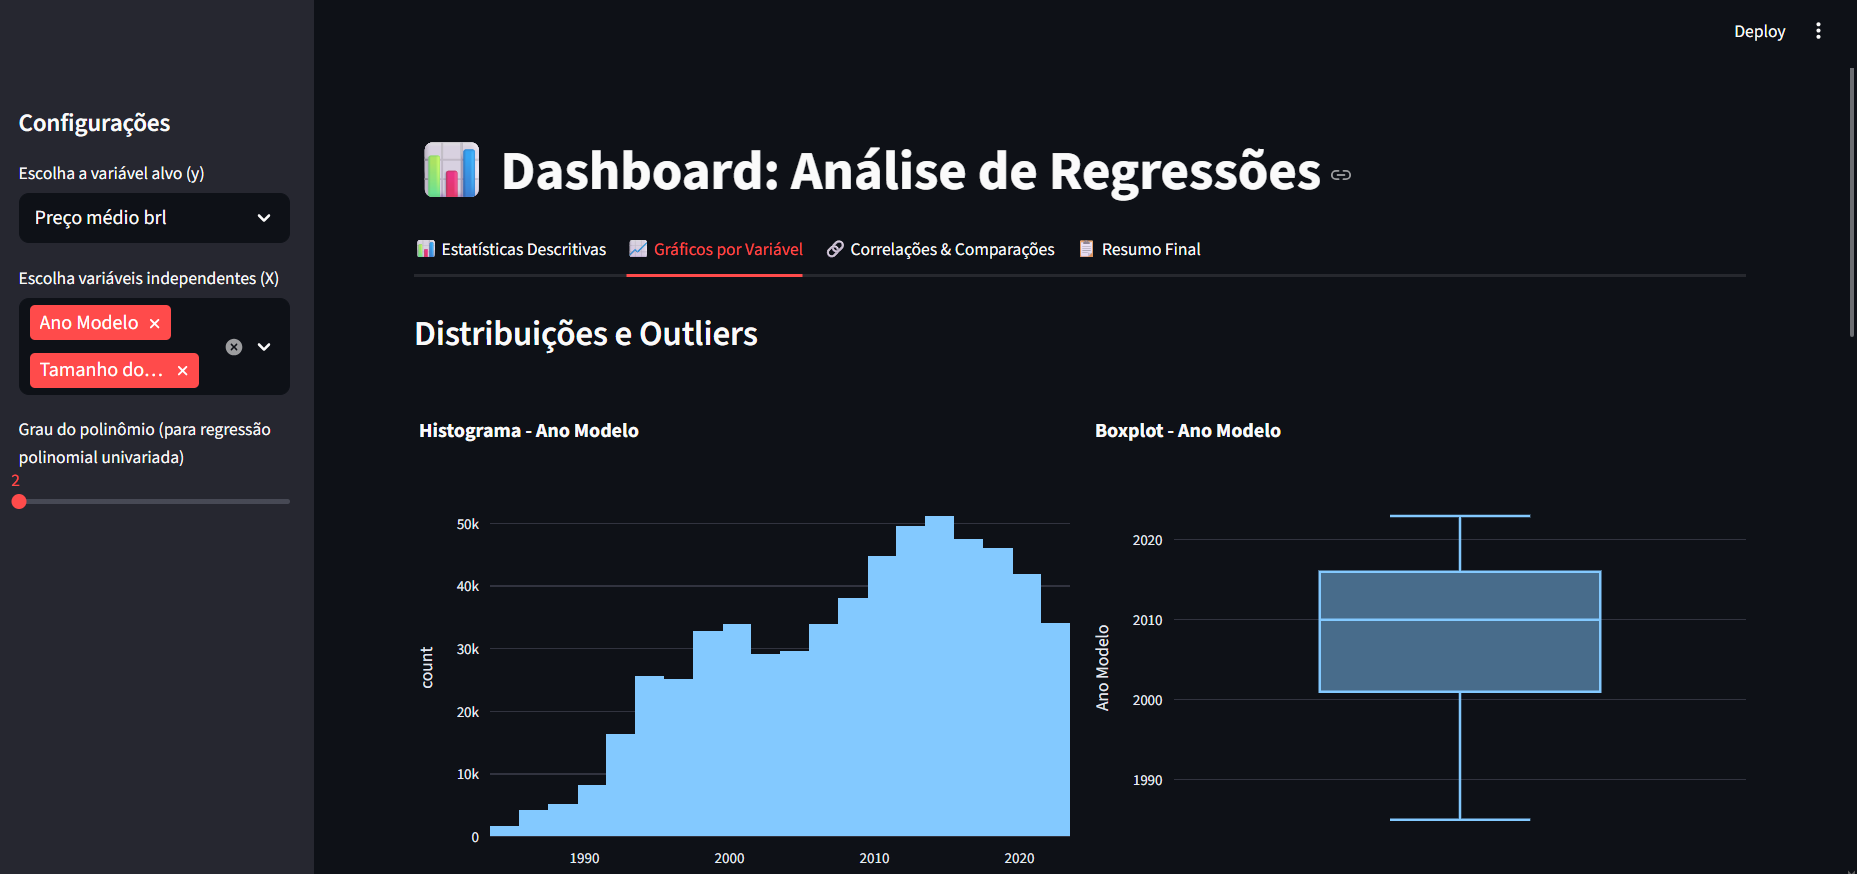 Deploy
Configurações
Escolha a variável alvo (y)
Preço médio brl
Escolha variáveis independentes (X)
Ano Modelo
Tamanho do...
Grau do polinômio (para regressão
polinomial univariada)
2
Dashboard: Análise de Regressões
Estatísticas Descritivas
Gráficos por Variável
Correlações & Comparações
Resumo Final
Distribuições e Outliers
Histograma - Ano Modelo
50k
40k
30k
20k
10k
0
count
1990
2000
2010
2020
Boxplot - Ano Modelo
2020
2010
2000
1990
Ano Modelo